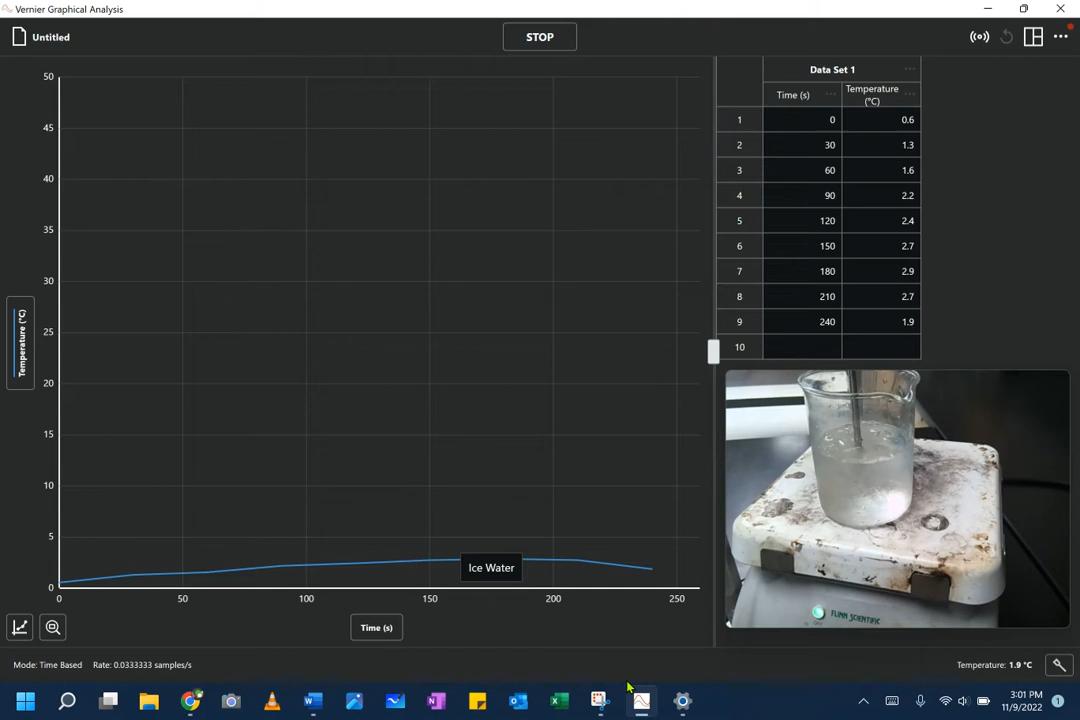 Vernier Graphical Analysis
Untitled
STOP
Data Set 1
Time (s)
Temperature
(°C)
1 0 0.6
2 30 1.3
3 60 1.6
4 90 2.2
5 120 2.4
6 150 2.7
7 180 2.9
8 210 2.7
9 240 1.9
10
50
45
40
35
30
25
20
15
10
5
0
Temperature (°C)
Ice Water
0 50 100 150 200 250
Time (s)
FLINN SCIENTIFIC
Mode: Time Based Rate: 0.0333333 samples/s
Temperature: 1.9 °C
3:01 PM
11/9/2022
1